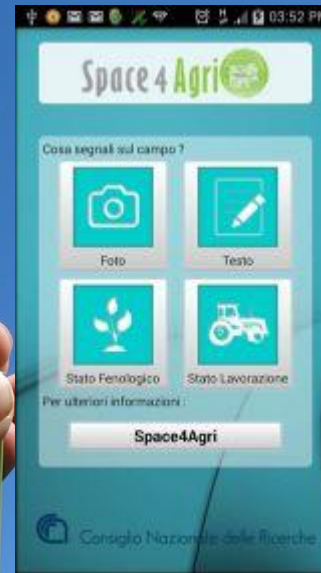 03:52 PM
Space 4 Agri
Cosa segnali sul campo ?
Foto
Testo
Stato Fenologico
Stato Lavorazione
Per ulteriori informazioni :
Space4Agri
Consiglio Nazionale delle Ricerche